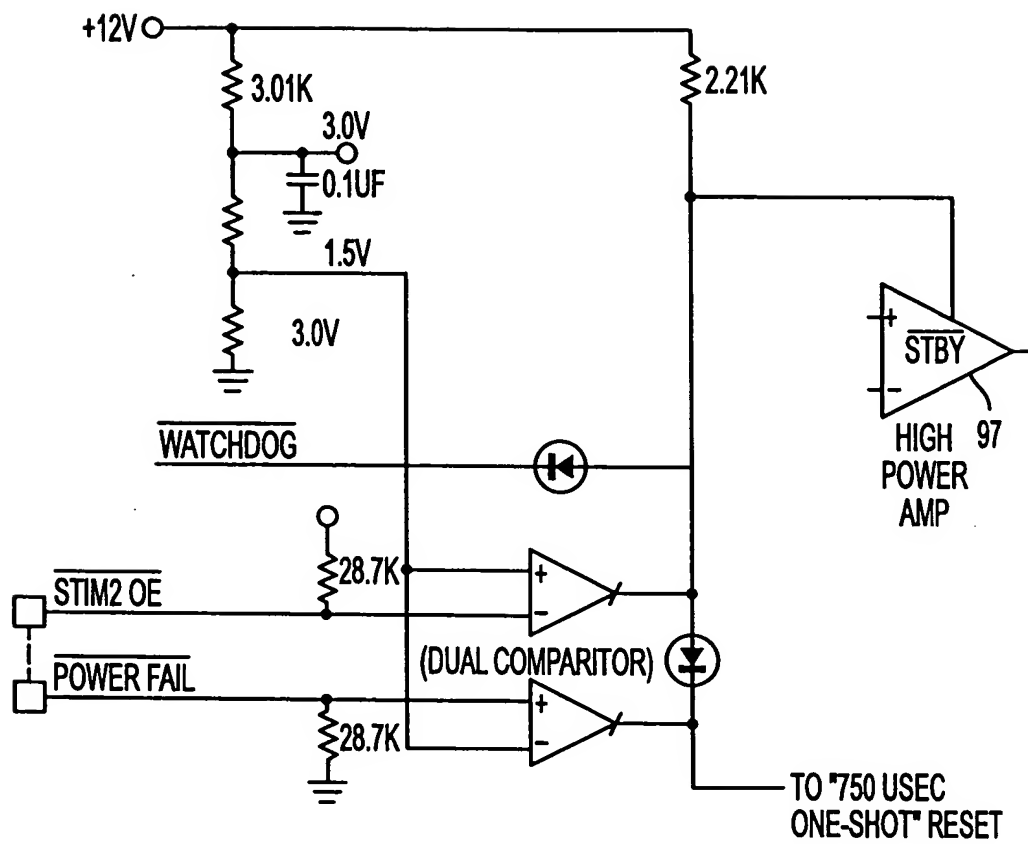 +12V
3.01K
2.21K
3.0V
0.1UF
1.5V
3.0V
+
STBY
-
97
HIGH
POWER
AMP
WATCHDOG
28.7K
STIM2 OE
+
-
(DUAL COMPARITOR)
POWER FAIL
28.7K
+
-
TO "750 USEC
ONE-SHOT" RESET